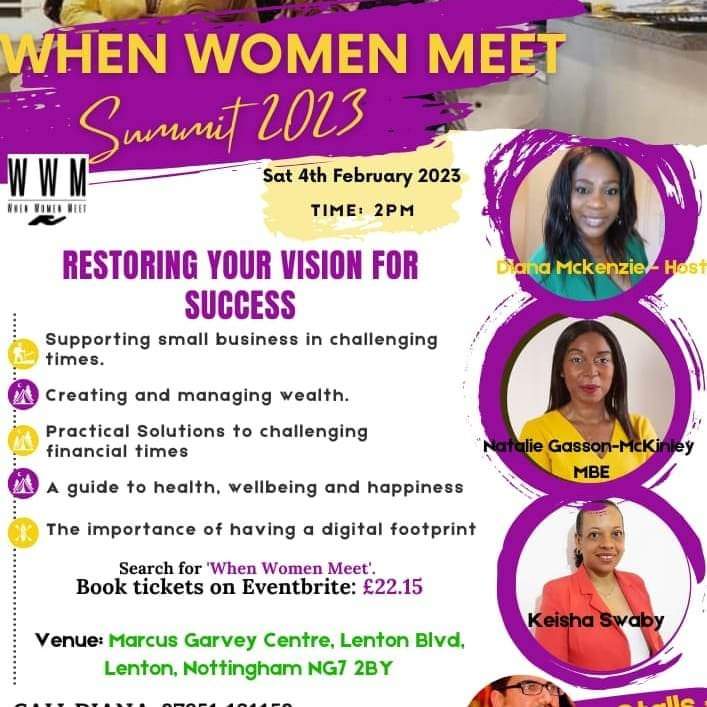 WHEN WOMEN MEET
Summit 2023
WWM
WHEN WOMEN MEET
Sat 4th February 2023
TIME: 2PM
Diana Mckenzie - Host
RESTORING YOUR VISION FOR
SUCCESS
Supporting small business in challenging
times.
Creating and managing wealth.
Practical Solutions to challenging
financial times
A guide to health, wellbeing and happiness
The importance of having a digital footprint
Natalie Gasson-McKinley
MBE
Keisha Swaby
Search for 'When Women Meet'.
Book tickets on Eventbrite: £22.15
Venue: Marcus Garvey Centre, Lenton Blvd,
Lenton, Nottingham NG7 2BY
CALL DIANA
Stalls